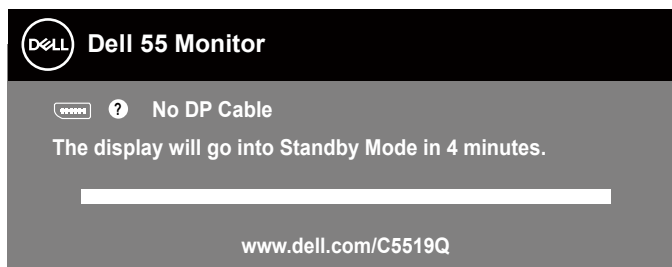 DELL Dell 55 Monitor
? No DP Cable
The display will go into Standby Mode in 4 minutes.
www.dell.com/C5519Q